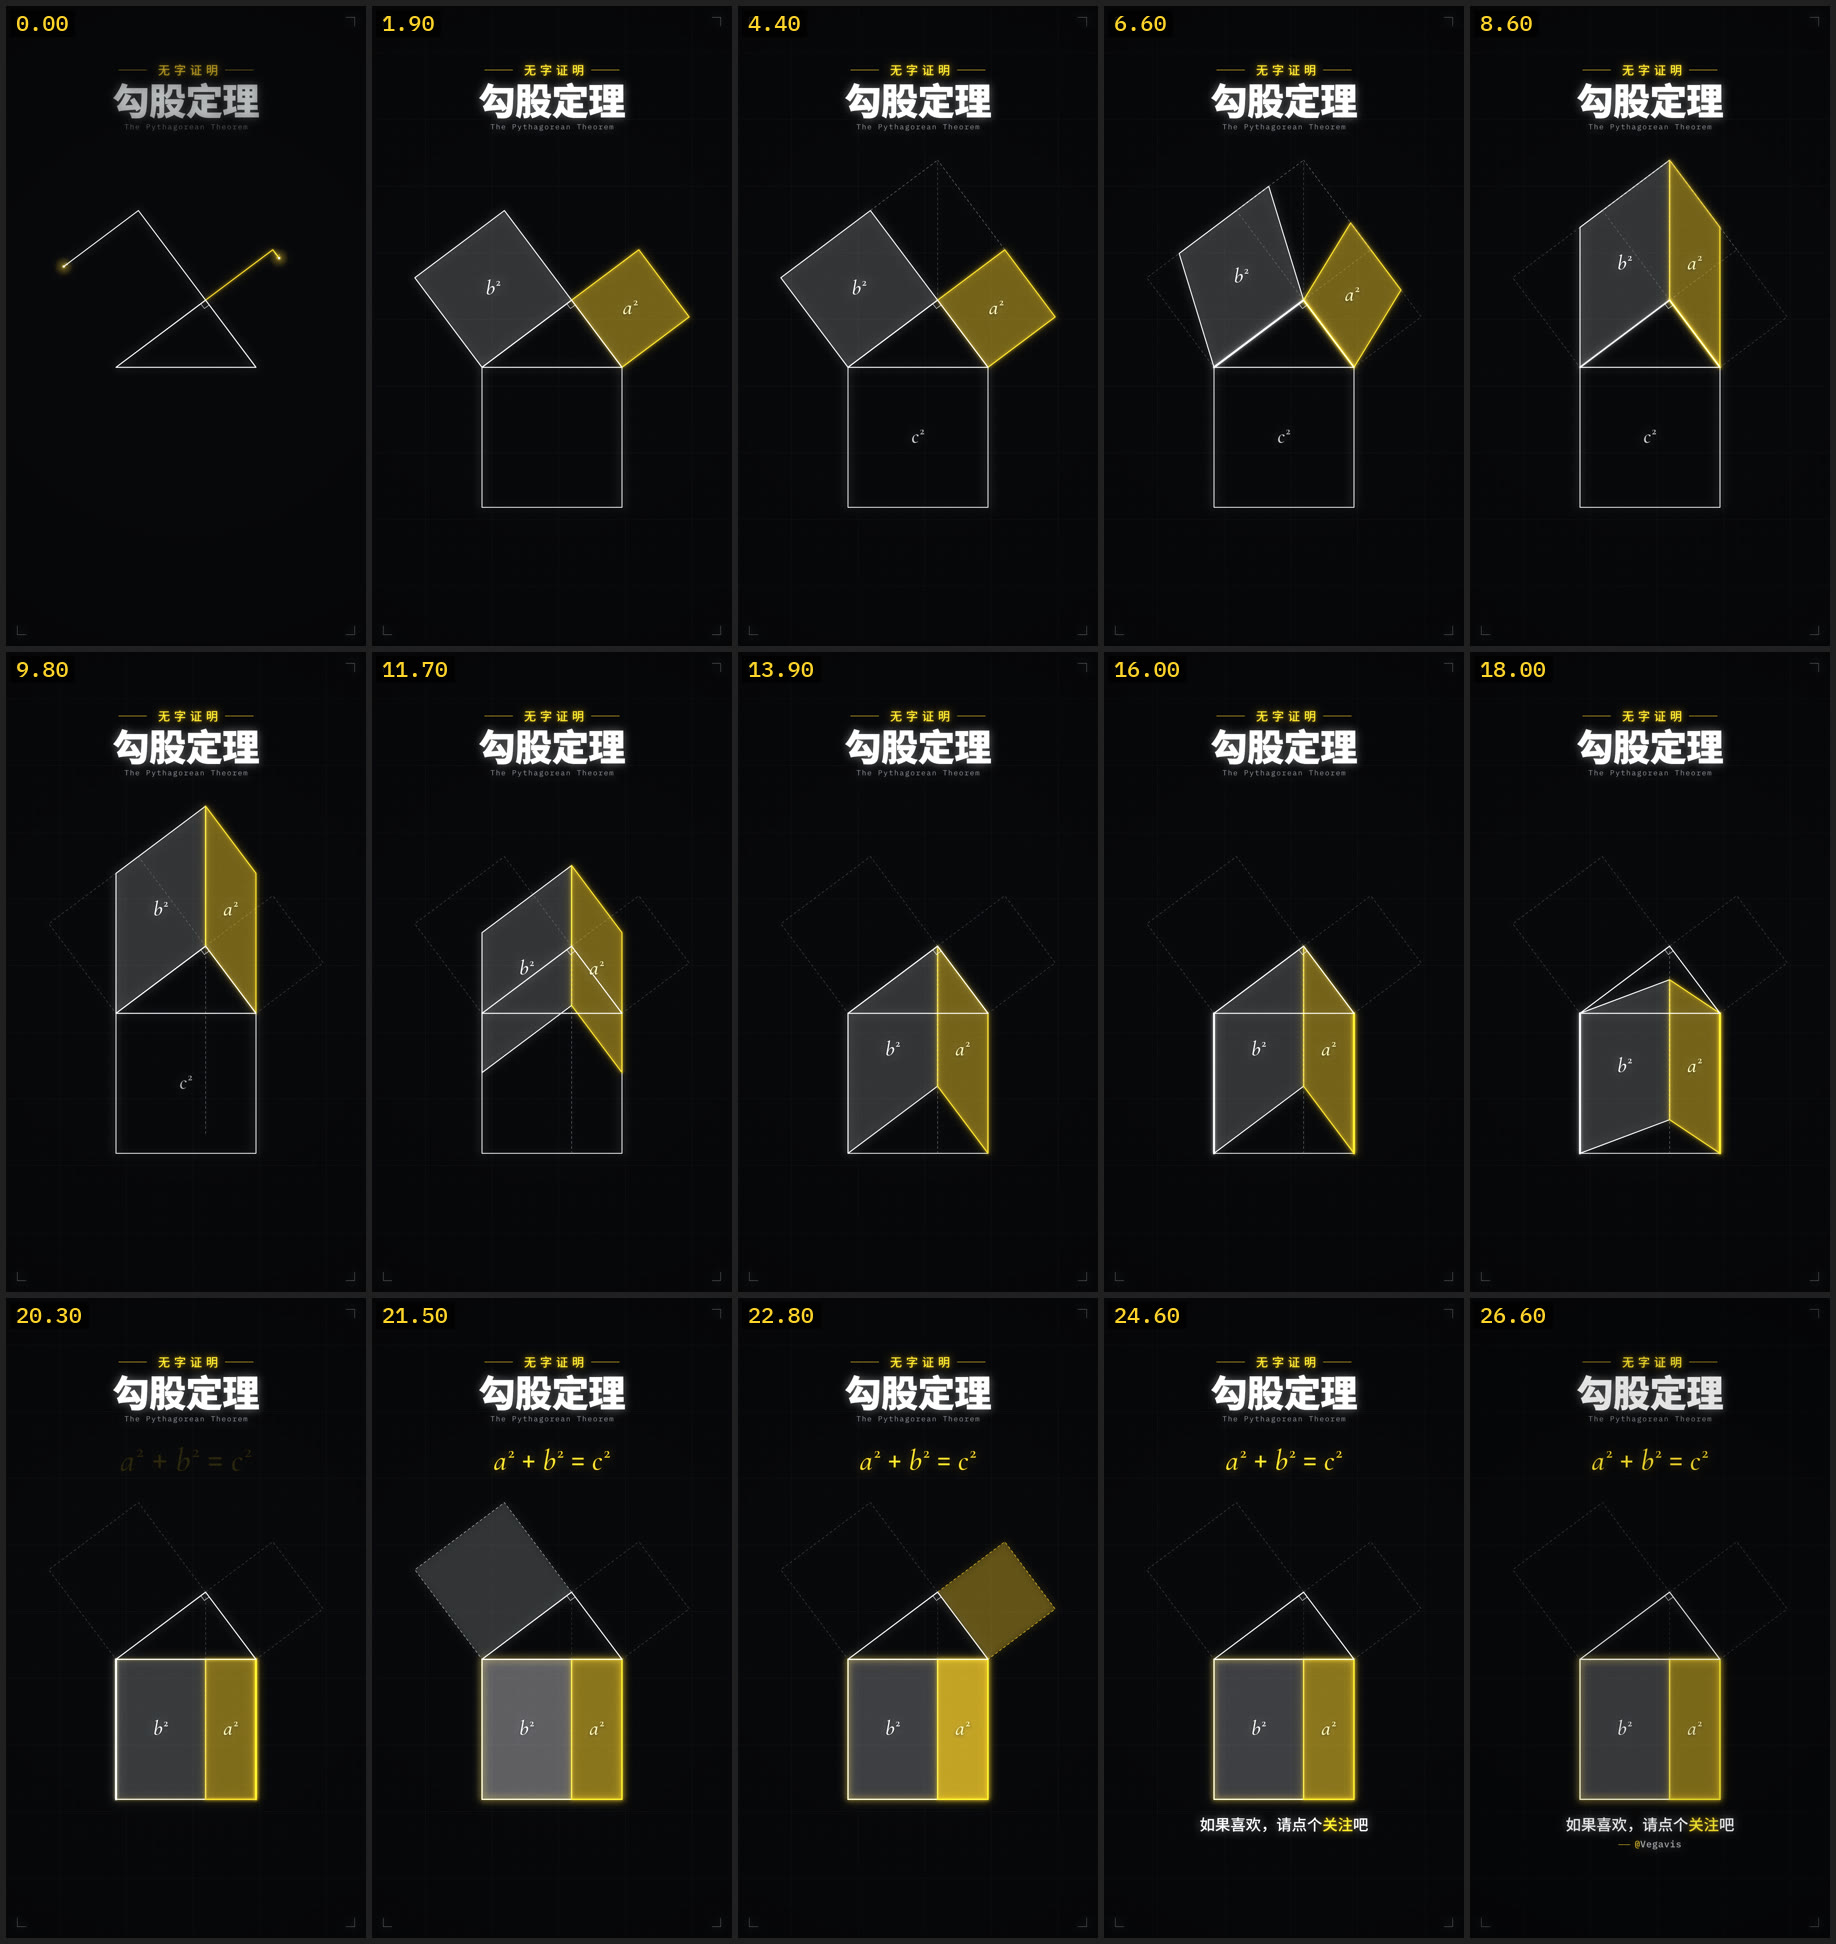 0.00
无字证明
勾股定理
The Pythagorean Theorem
1.90
无字证明
勾股定理
The Pythagorean Theorem
b²
a²
4.40
无字证明
勾股定理
The Pythagorean Theorem
b²
a²
c²
6.60
无字证明
勾股定理
The Pythagorean Theorem
b²
a²
c²
8.60
无字证明
勾股定理
The Pythagorean Theorem
b²
a²
c²
9.80
无字证明
勾股定理
The Pythagorean Theorem
b²
a²
c²
11.70
无字证明
勾股定理
The Pythagorean Theorem
b²
a²
13.90
无字证明
勾股定理
The Pythagorean Theorem
b²
a²
16.00
无字证明
勾股定理
The Pythagorean Theorem
b²
a²
18.00
无字证明
勾股定理
The Pythagorean Theorem
b²
a²
20.30
无字证明
勾股定理
The Pythagorean Theorem
a² + b² = c²
b²
a²
21.50
无字证明
勾股定理
The Pythagorean Theorem
a² + b² = c²
b²
a²
22.80
无字证明
勾股定理
The Pythagorean Theorem
a² + b² = c²
b²
a²
24.60
无字证明
勾股定理
The Pythagorean Theorem
a² + b² = c²
b²
a²
如果喜欢，请点个关注吧
26.60
无字证明
勾股定理
The Pythagorean Theorem
a² + b² = c²
b²
a²
如果喜欢，请点个关注吧
— @Vegavis